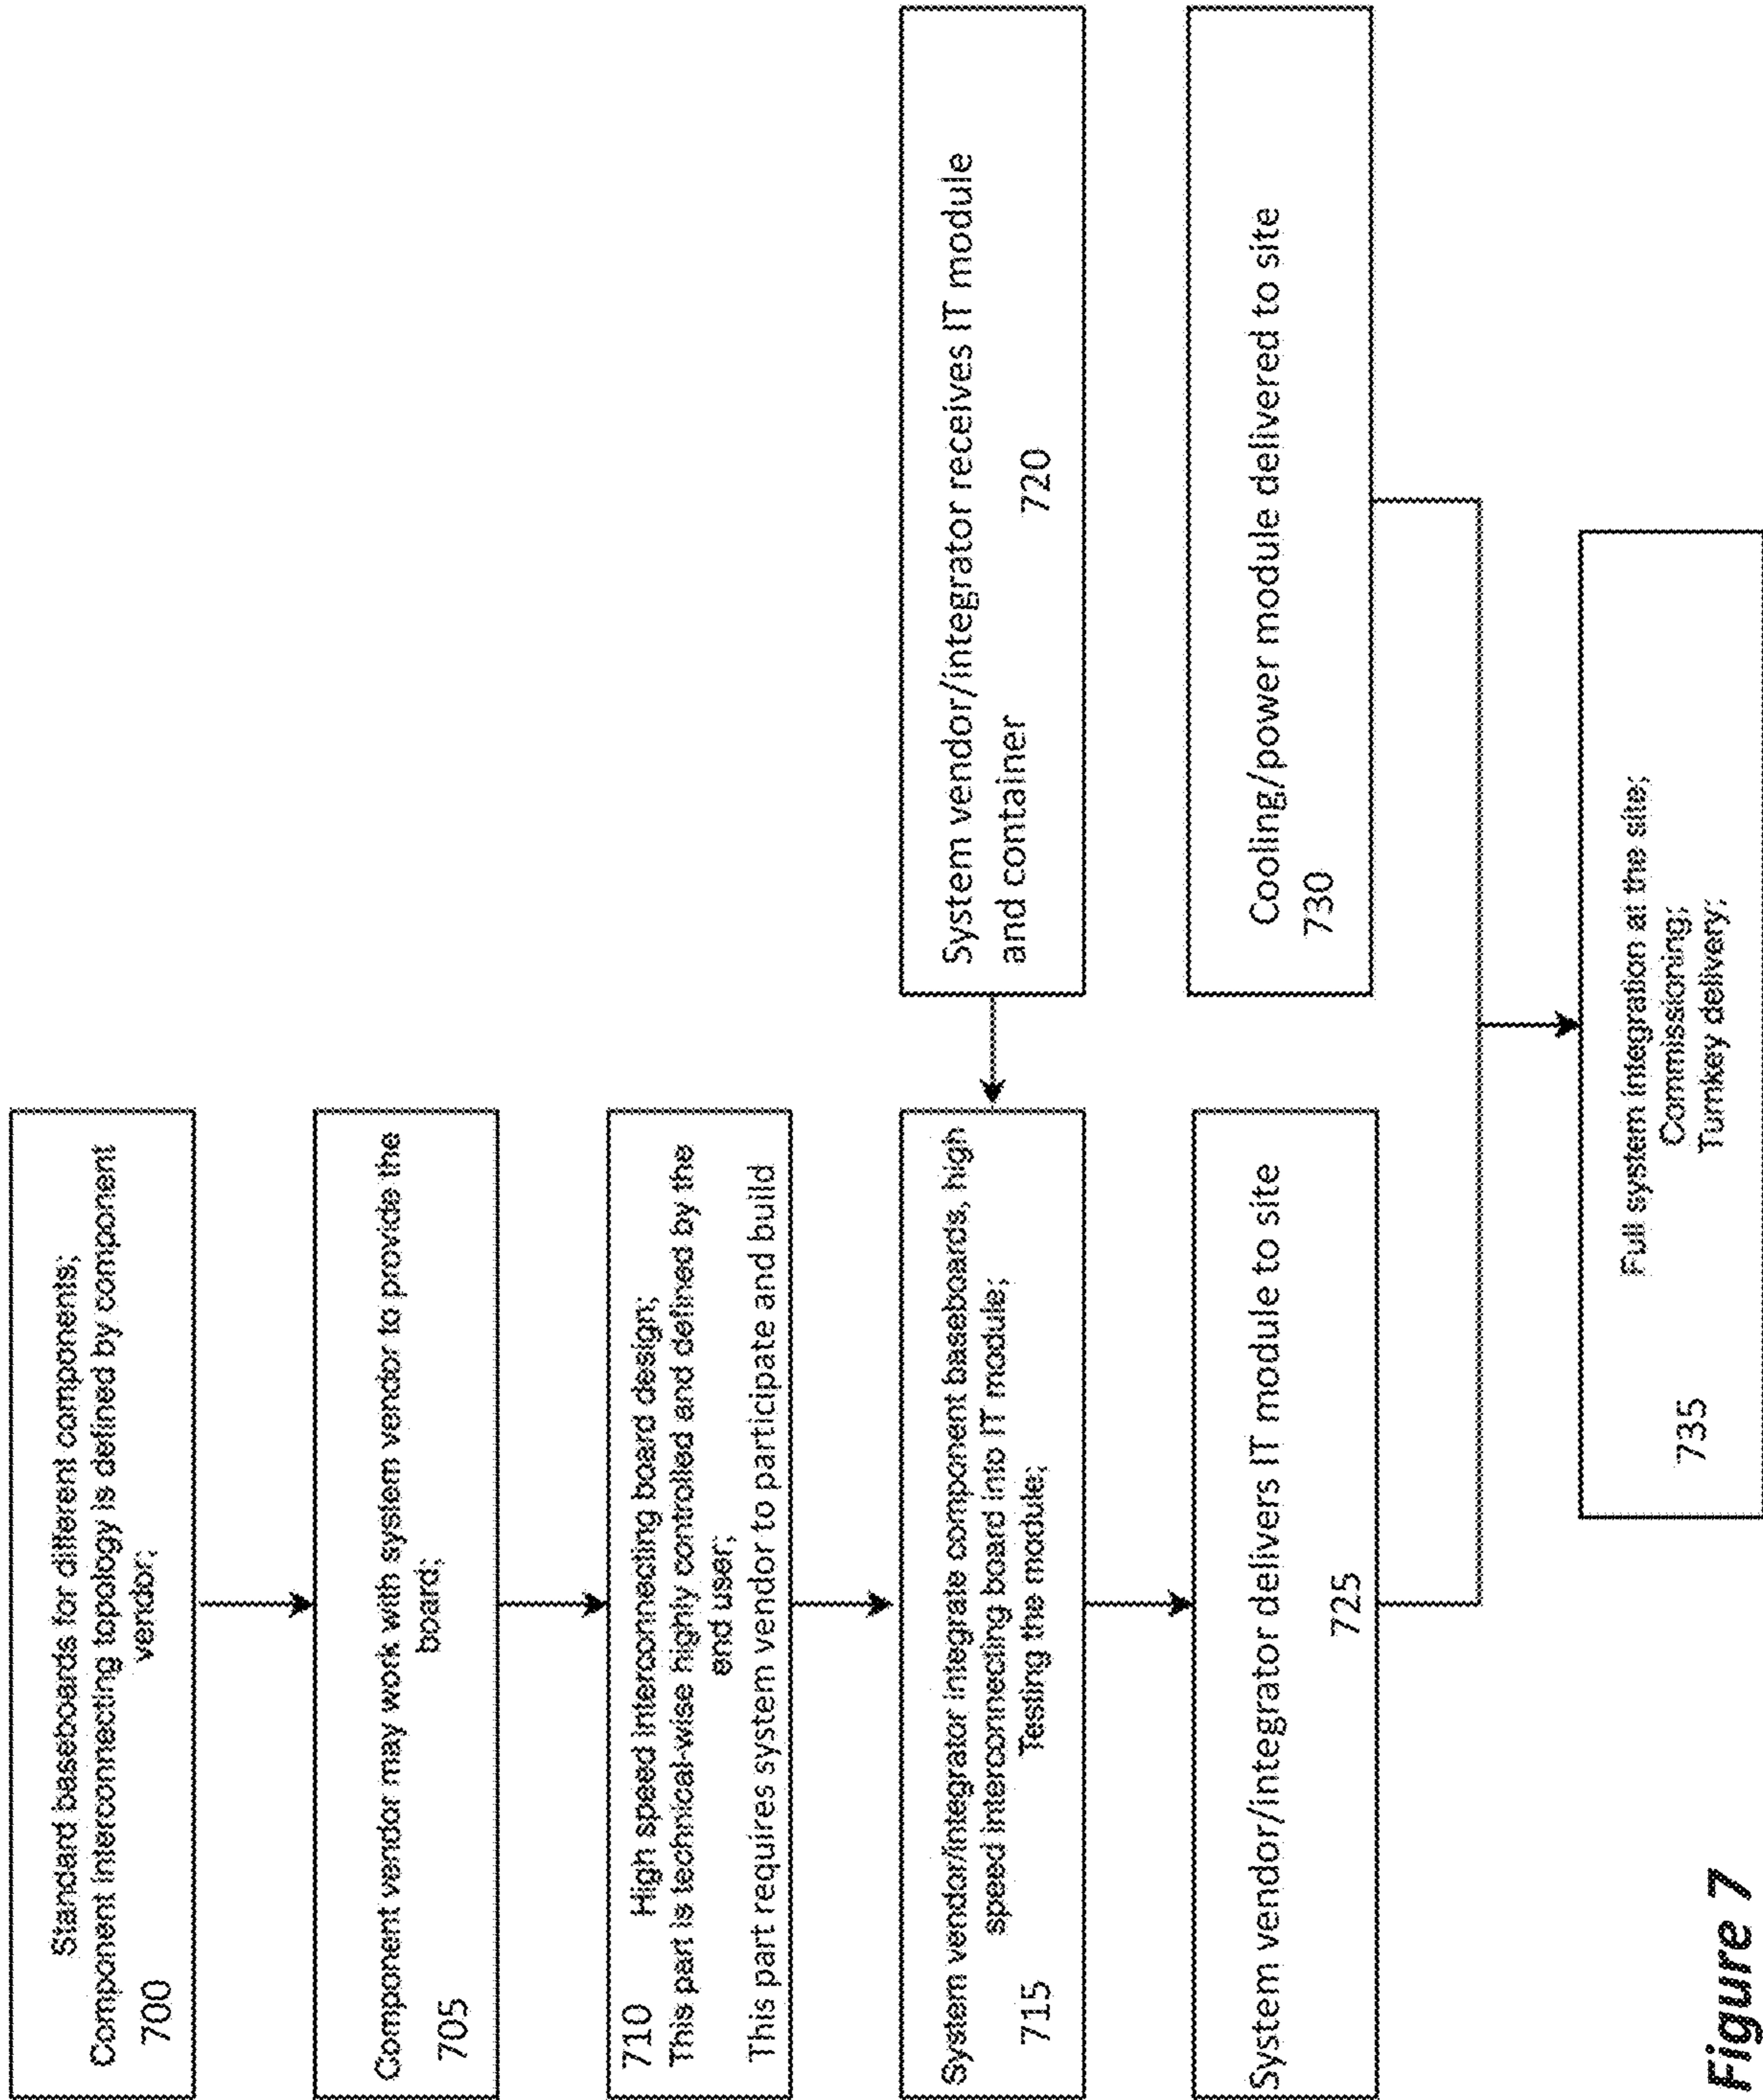 Standard baseboards for different components;
Component interconnecting topology is defined by component
vendor;
700
Component vendor may work with system vendor to provide the
board;
705
710 High speed interconnecting board design;
This part is technical-wise highly controlled and defined by the
end user;
This part requires system vendor to participate and build
System vendor/integrator integrate component baseboards, high
speed interconnecting board into IT module;
715 Testing the module;
System vendor/integrator receives IT module
and container 720
System vendor/integrator delivers IT module to site
725
Cooling/power module delivered to site
730
Full system integration at the site;
Commissioning;
735 Turnkey delivery;
Figure 7